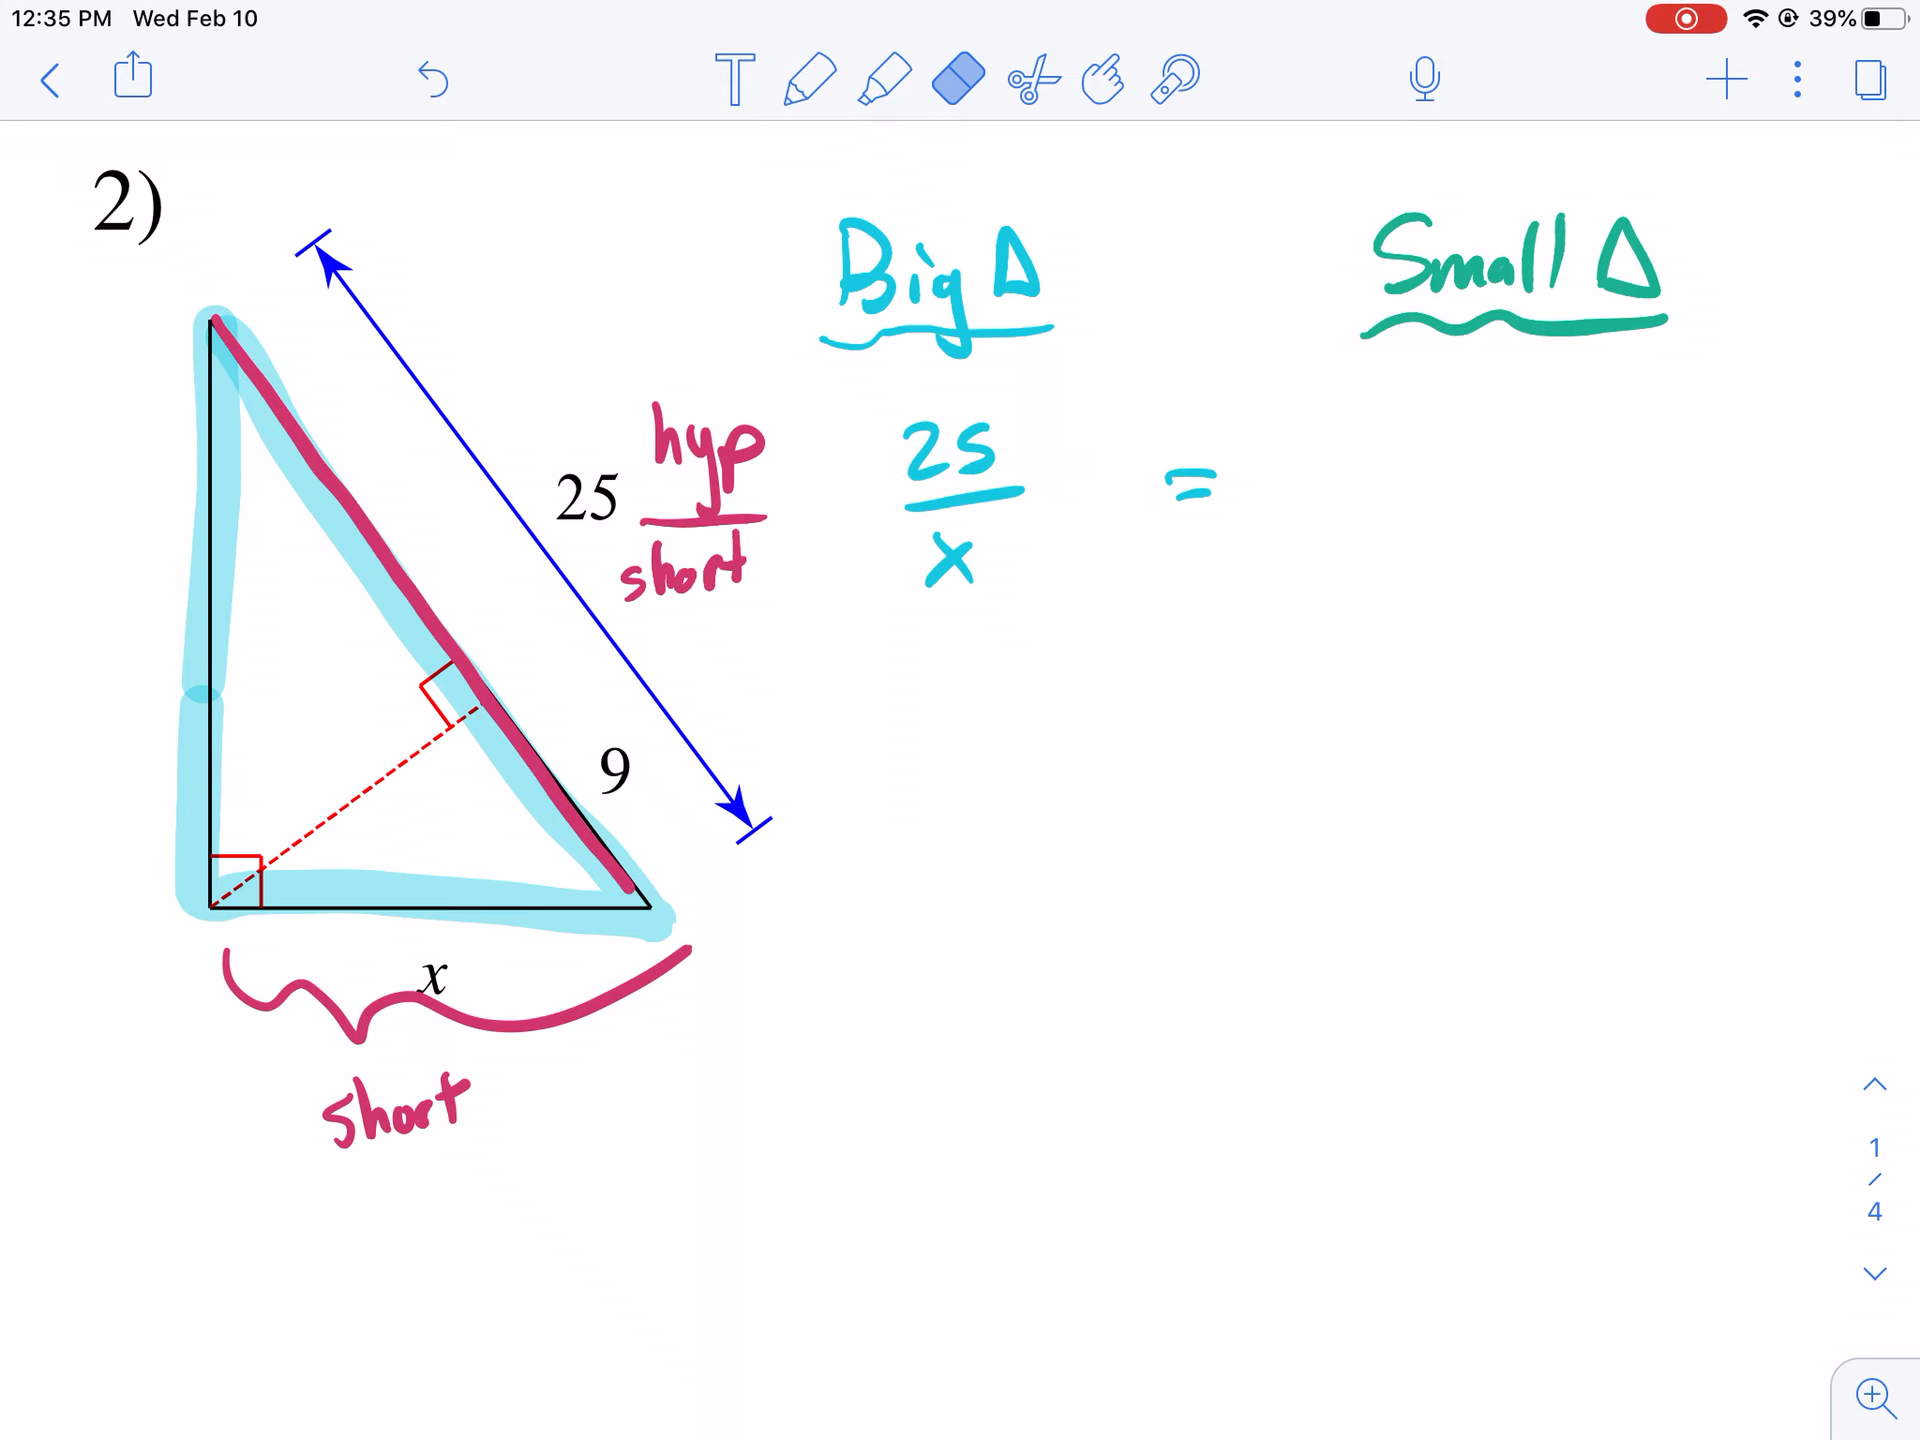 12:35 PM Wed Feb 10
39%
T
2)
Big Δ
Small Δ
25
hyp
short
25
x
=
9
x
short
1
/
4